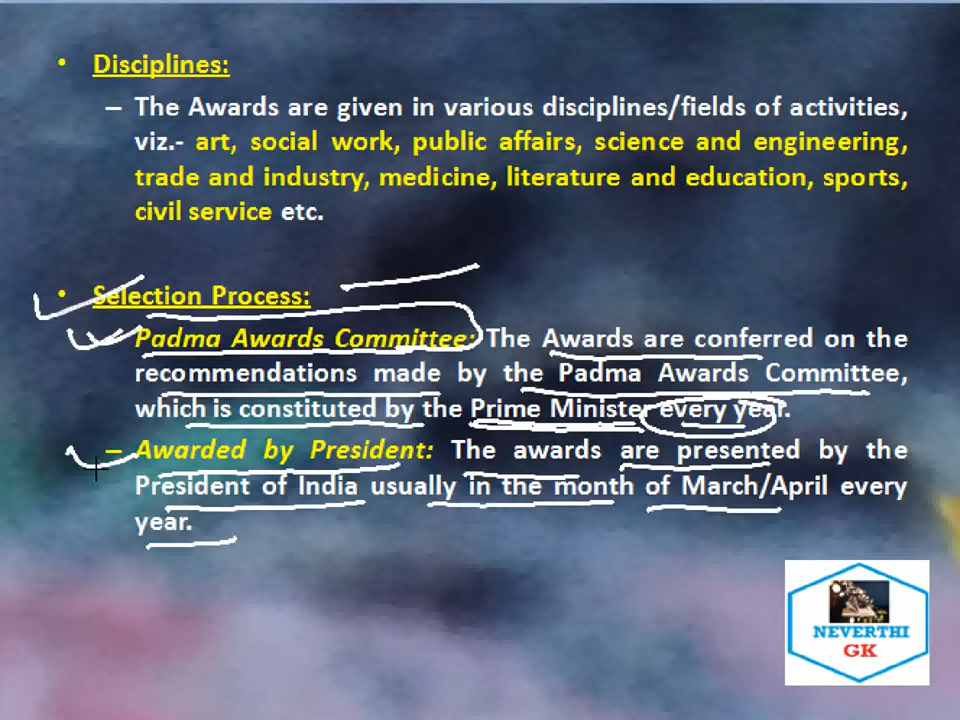 • Disciplines:
– The Awards are given in various disciplines/fields of activities,
viz.- art, social work, public affairs, science and engineering,
trade and industry, medicine, literature and education, sports,
civil service etc.
• Selection Process:
Padma Awards Committee: The Awards are conferred on the
recommendations made by the Padma Awards Committee,
which is constituted by the Prime Minister every year.
– Awarded by President: The awards are presented by the
President of India usually in the month of March/April every
year.
NEVERTHI
GK